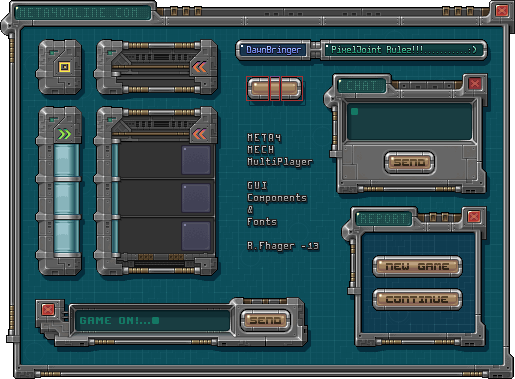 META4ONLINE.COM
DawnBringer
PixelJoint Rulez!!! :)
CHAT
SEND
META4
MECH
MultiPlayer
GUI
Components
&
Fonts
R.Fhager -13
REPORT
NEW GAME
CONTINUE
GAME ON!...
SEND